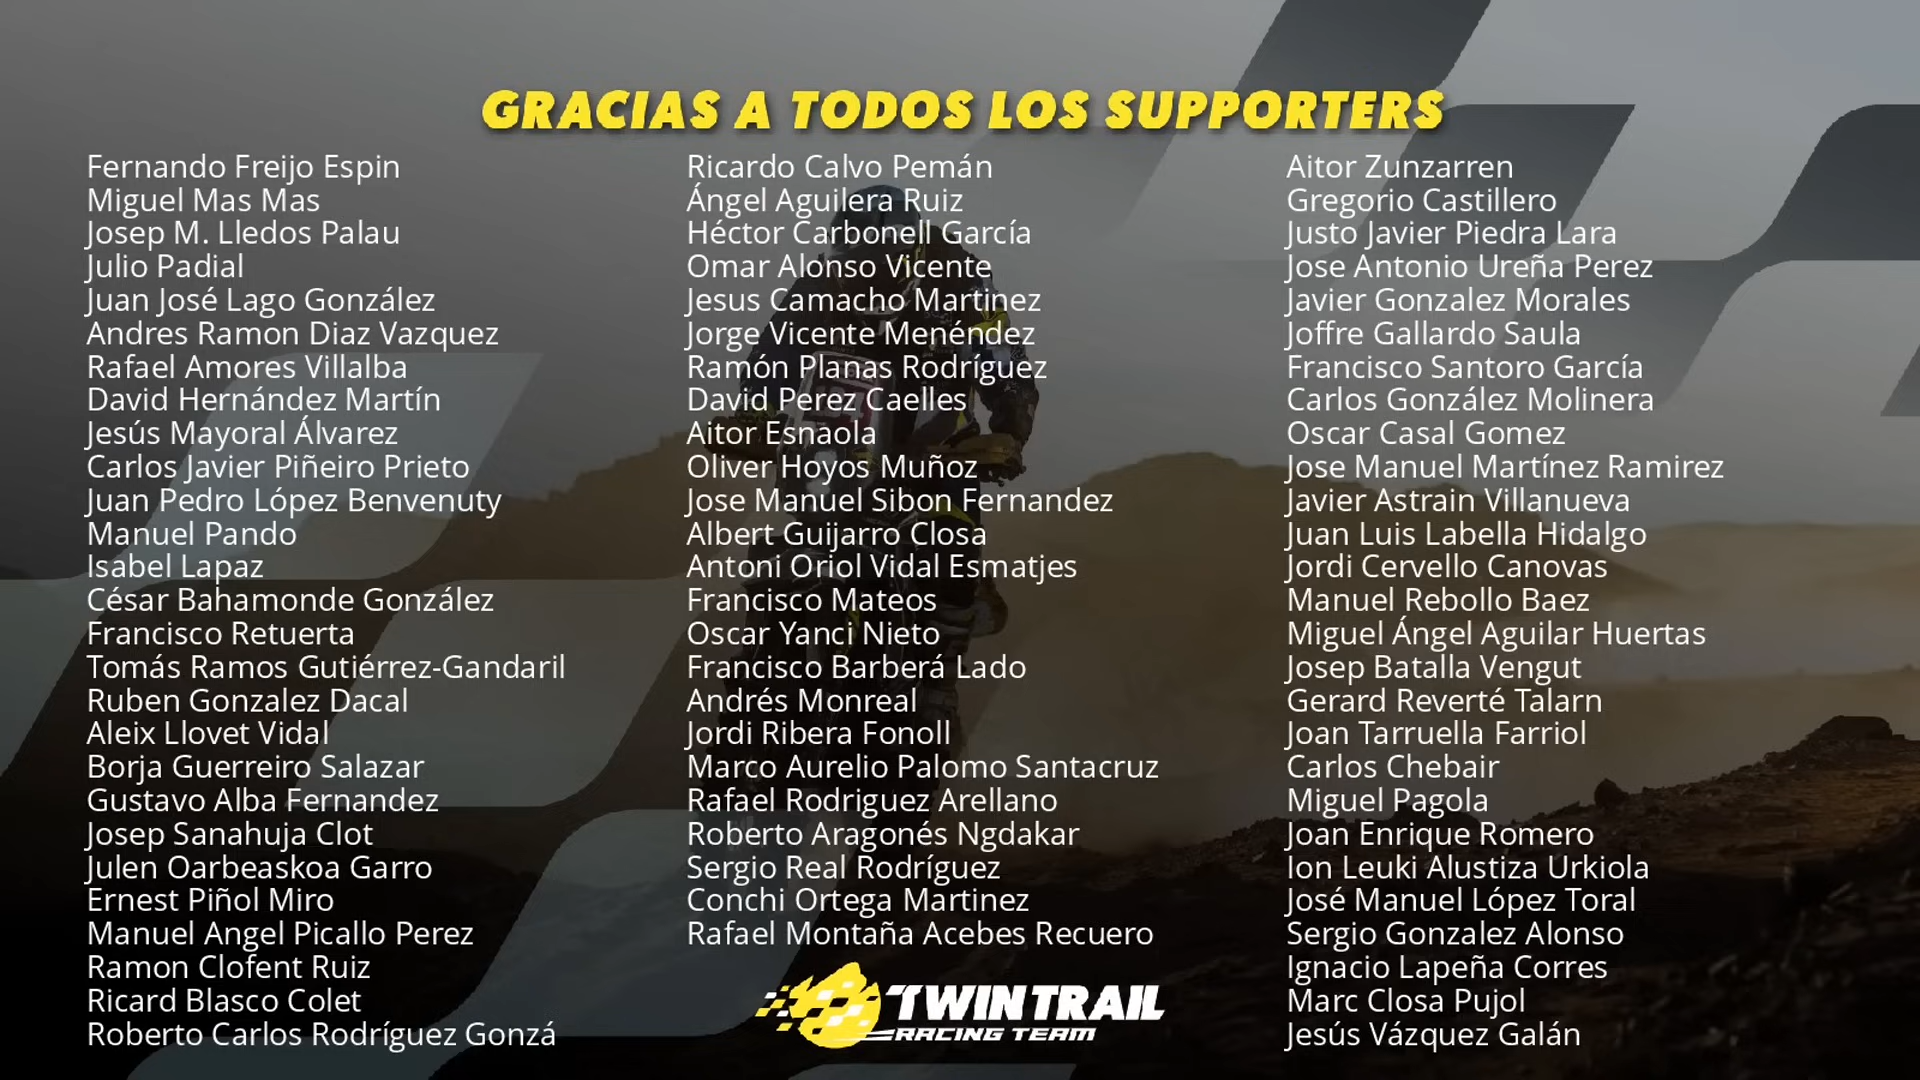 GRACIAS A TODOS LOS SUPPORTERS
Fernando Freijo Espin
Miguel Mas Mas
Josep M. Lledos Palau
Julio Padial
Juan José Lago González
Andres Ramon Diaz Vazquez
Rafael Amores Villalba
David Hernández Martín
Jesús Mayoral Álvarez
Carlos Javier Piñeiro Prieto
Juan Pedro López Benvenuty
Manuel Pando
Isabel Lapaz
César Bahamonde González
Francisco Retuerta
Tomás Ramos Gutiérrez-Gandaril
Ruben Gonzalez Dacal
Aleix Llovet Vidal
Borja Guerreiro Salazar
Gustavo Alba Fernandez
Josep Sanahuja Clot
Julen Oarbeaskoa Garro
Ernest Piñol Miro
Manuel Angel Picallo Perez
Ramon Clofent Ruiz
Ricard Blasco Colet
Roberto Carlos Rodríguez Gonzá
Ricardo Calvo Pemán
Ángel Aguilera Ruiz
Héctor Carbonell García
Omar Alonso Vicente
Jesus Camacho Martinez
Jorge Vicente Menéndez
Ramón Planas Rodríguez
David Perez Caelles
Aitor Esnaola
Oliver Hoyos Muñoz
Jose Manuel Sibon Fernandez
Albert Guijarro Closa
Antoni Oriol Vidal Esmatjes
Francisco Mateos
Oscar Yanci Nieto
Francisco Barberá Lado
Andrés Monreal
Jordi Ribera Fonoll
Marco Aurelio Palomo Santacruz
Rafael Rodriguez Arellano
Roberto Aragonés Ngdakar
Sergio Real Rodríguez
Conchi Ortega Martinez
Rafael Montaña Acebes Recuero
TWINTRAIL
RACING TEAM
Aitor Zunzarren
Gregorio Castillero
Justo Javier Piedra Lara
Jose Antonio Ureña Perez
Javier Gonzalez Morales
Joffre Gallardo Saula
Francisco Santoro García
Carlos González Molinera
Oscar Casal Gomez
Jose Manuel Martínez Ramirez
Javier Astrain Villanueva
Juan Luis Labella Hidalgo
Jordi Cervello Canovas
Manuel Rebollo Baez
Miguel Ángel Aguilar Huertas
Josep Batalla Vengut
Gerard Reverté Talarn
Joan Tarruella Farriol
Carlos Chebair
Miguel Pagola
Joan Enrique Romero
Ion Leuki Alustiza Urkiola
José Manuel López Toral
Sergio Gonzalez Alonso
Ignacio Lapeña Corres
Marc Closa Pujol
Jesús Vázquez Galán